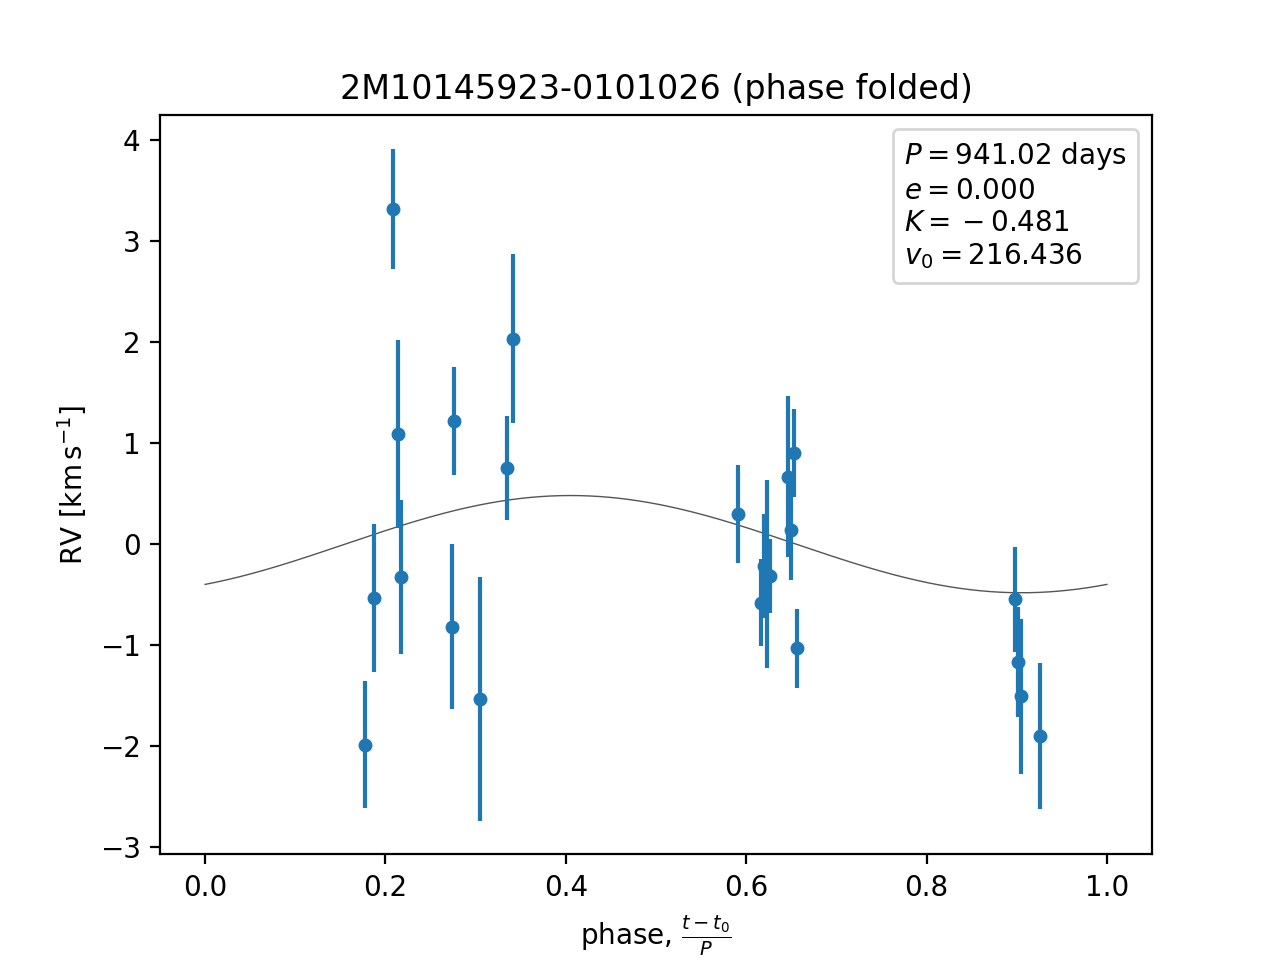 2M10145923-0101026 (phase folded)
P = 941.02 days
e = 0.000
K = −0.481
v₀ = 216.436
4
3
2
1
0
−1
−2
−3
RV [km s⁻¹]
0.0 0.2 0.4 0.6 0.8 1.0
phase, (t − t₀)/P